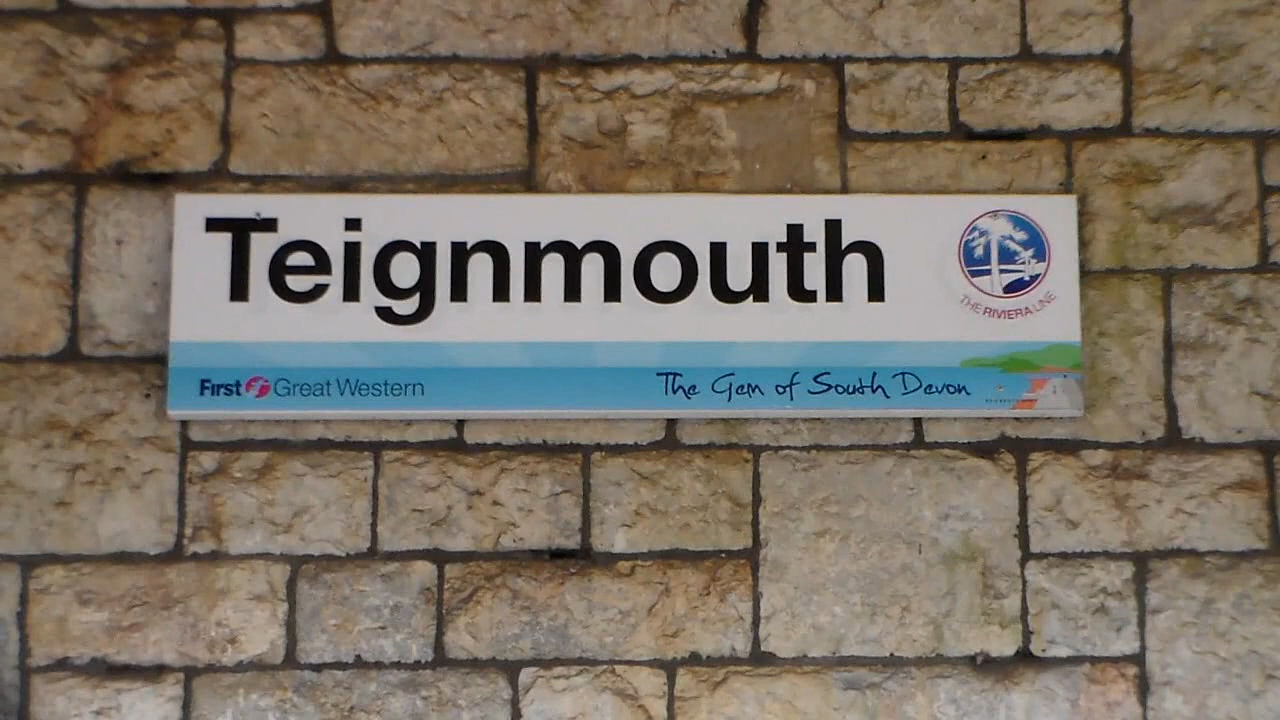 Teignmouth
THE RIVIERA LINE
First Great Western
The Gem of South Devon